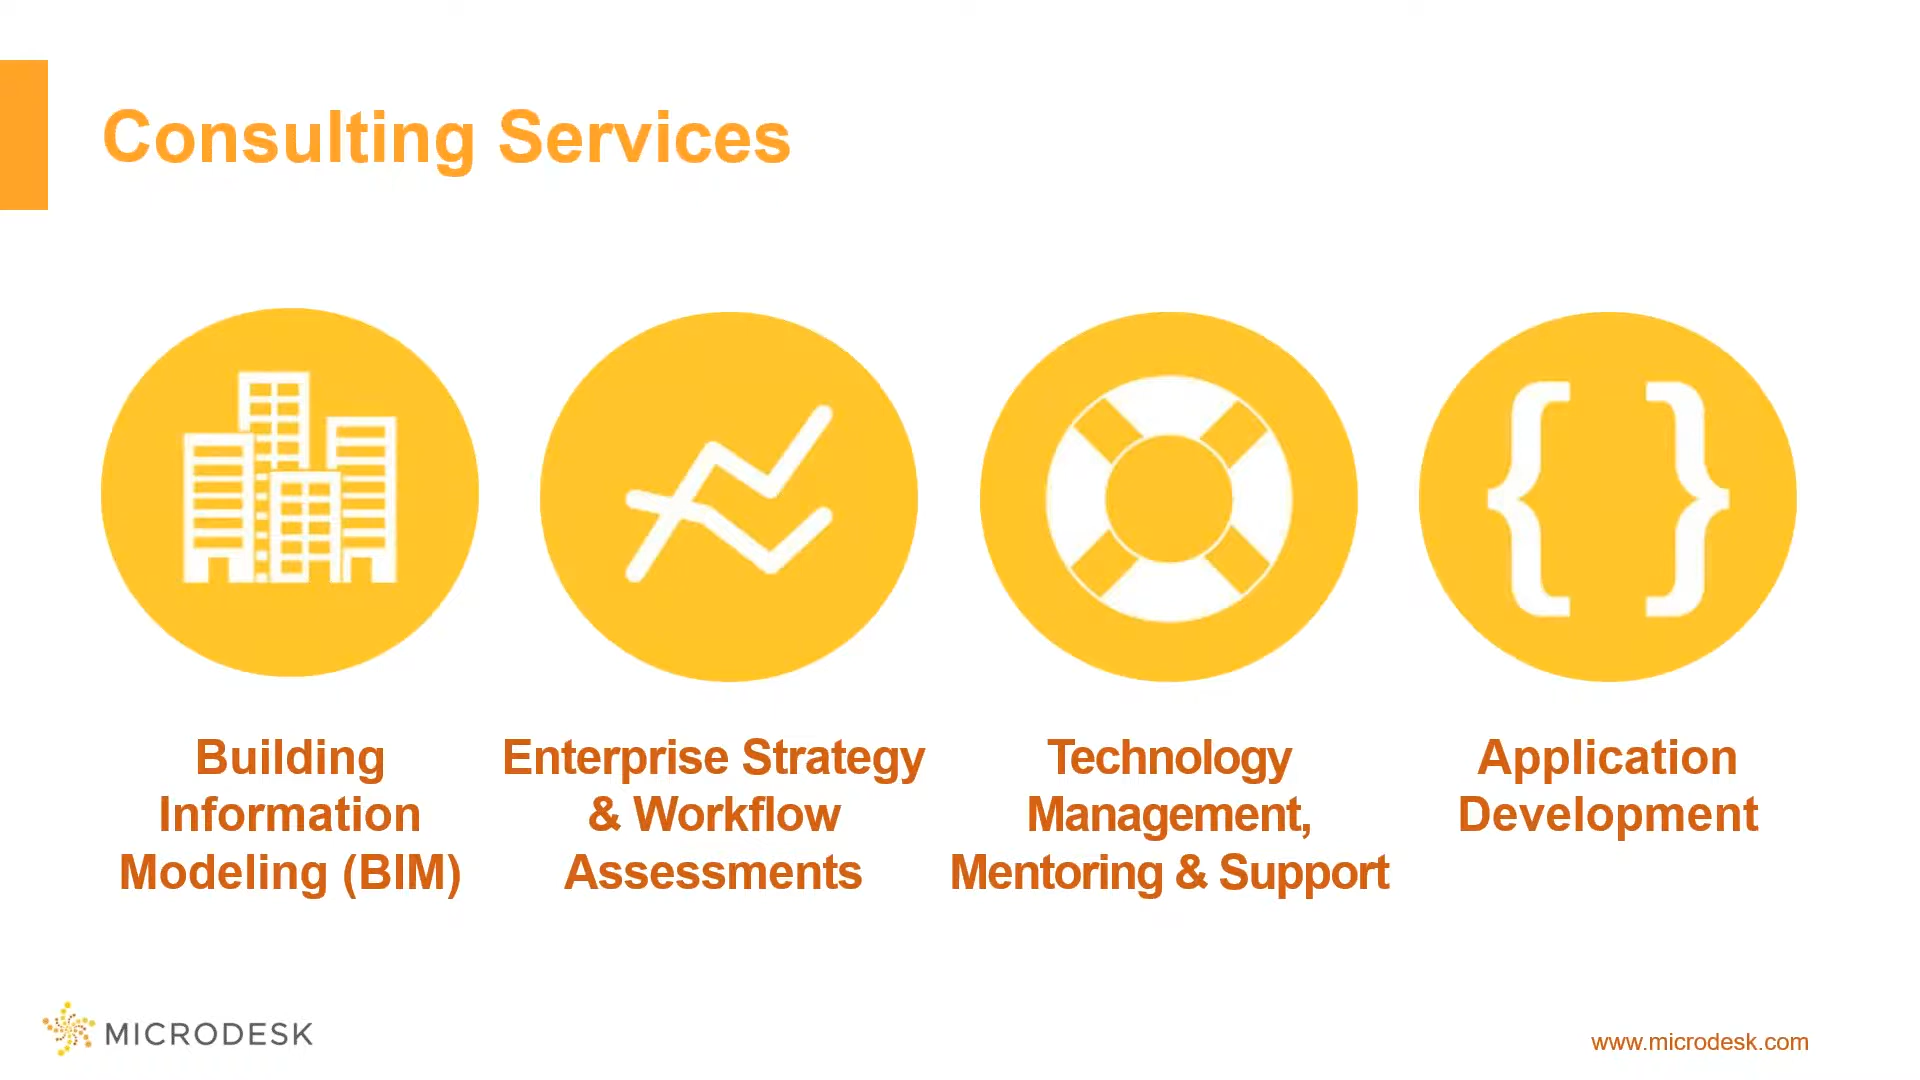 Consulting Services
Building
Information
Modeling (BIM)
Enterprise Strategy
& Workflow
Assessments
Technology
Management,
Mentoring & Support
Application
Development
MICRODESK
www.microdesk.com